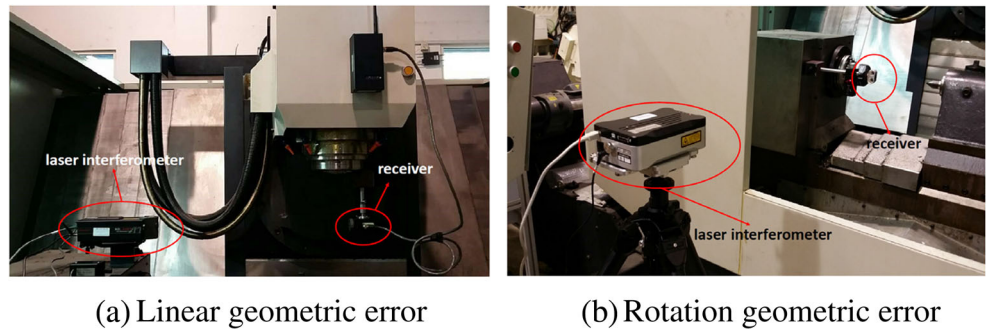 laser interferometer
receiver
receiver
laser interferometer
(a) Linear geometric error
(b) Rotation geometric error